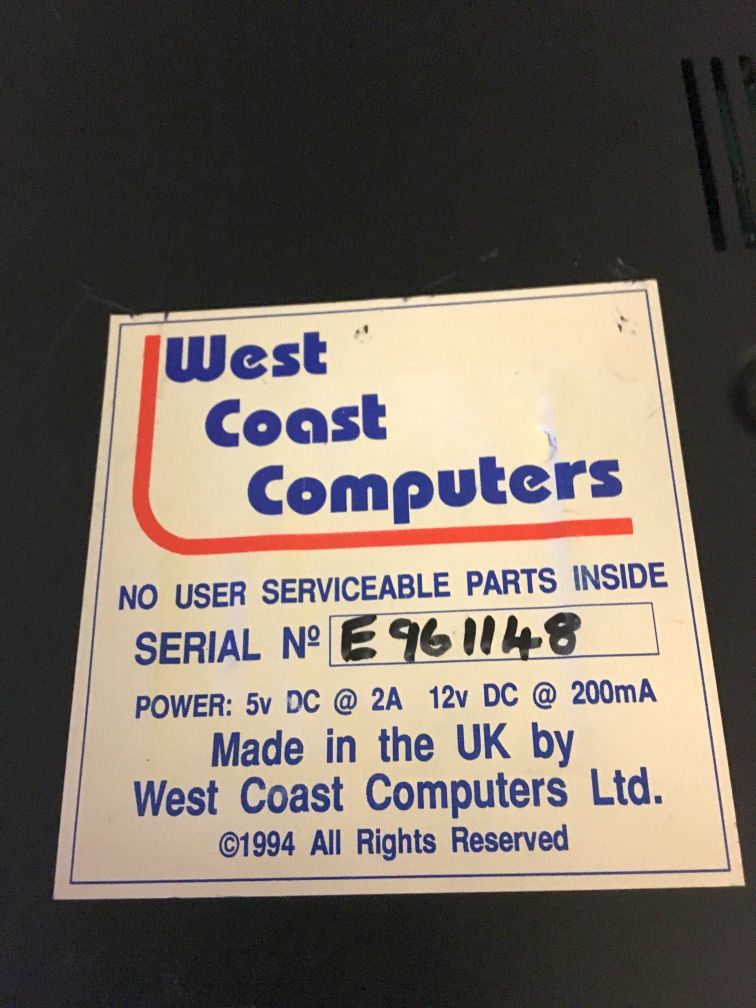 West
Coast
Computers
NO USER SERVICEABLE PARTS INSIDE
SERIAL Nº E961148
POWER: 5v DC @ 2A 12v DC @ 200mA
Made in the UK by
West Coast Computers Ltd.
©1994 All Rights Reserved